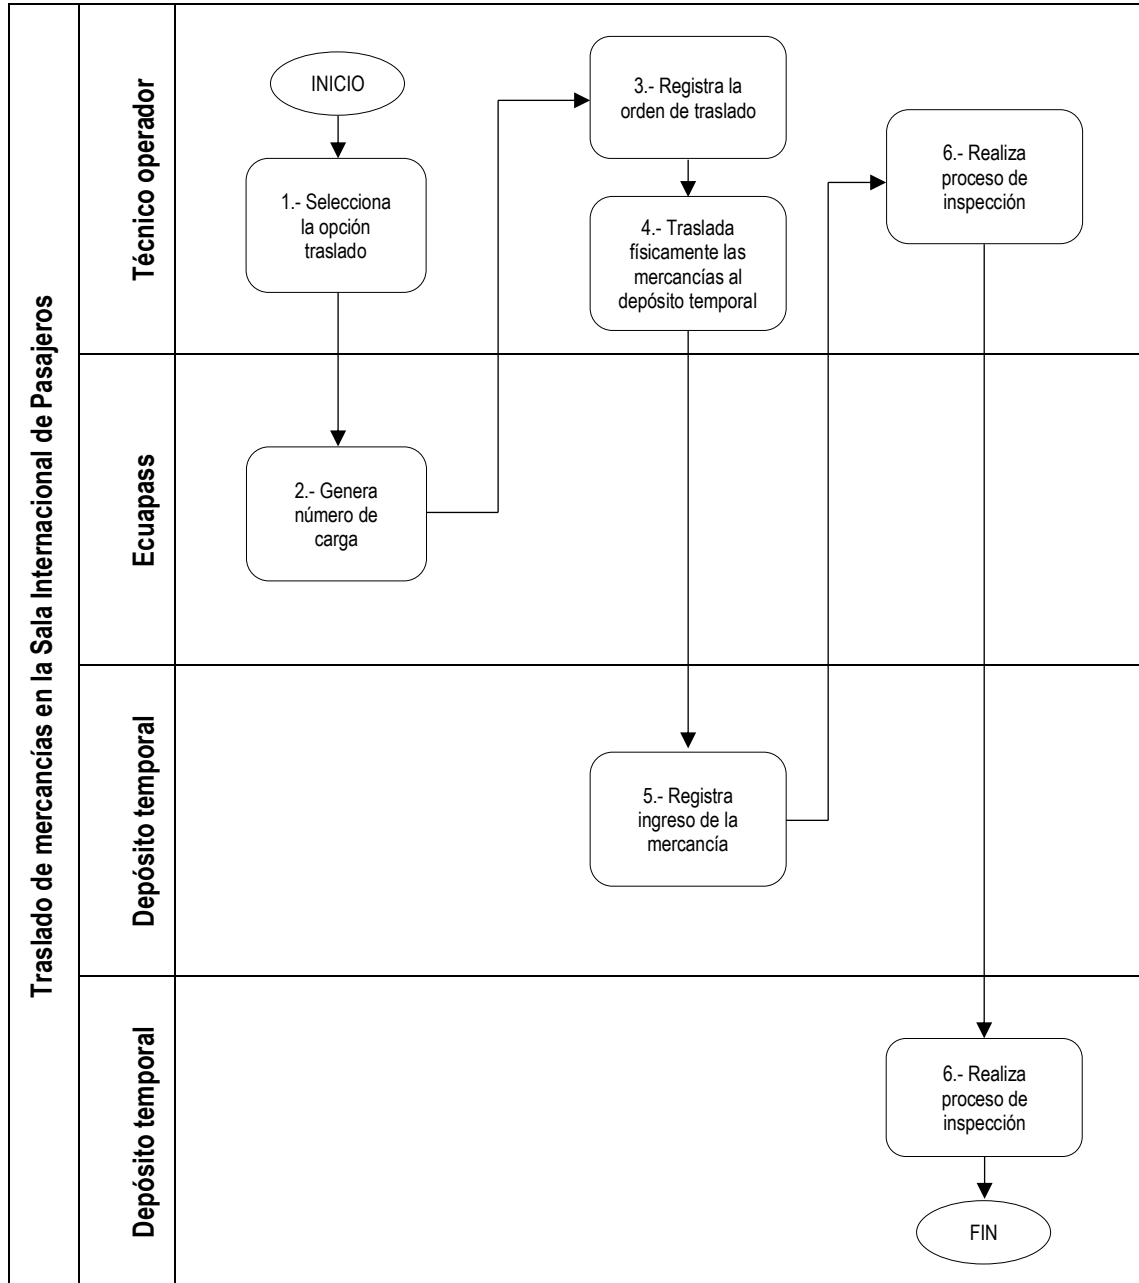 Traslado de mercancías en la Sala Internacional de Pasajeros
Técnico operador
INICIO
1.- Selecciona
la opción
traslado
3.- Registra la
orden de traslado
4.- Traslada
físicamente las
mercancías al
depósito temporal
6.- Realiza
proceso de
inspección
Ecuapass
2.- Genera
número de
carga
Depósito temporal
5.- Registra
ingreso de la
mercancía
Depósito temporal
6.- Realiza
proceso de
inspección
FIN